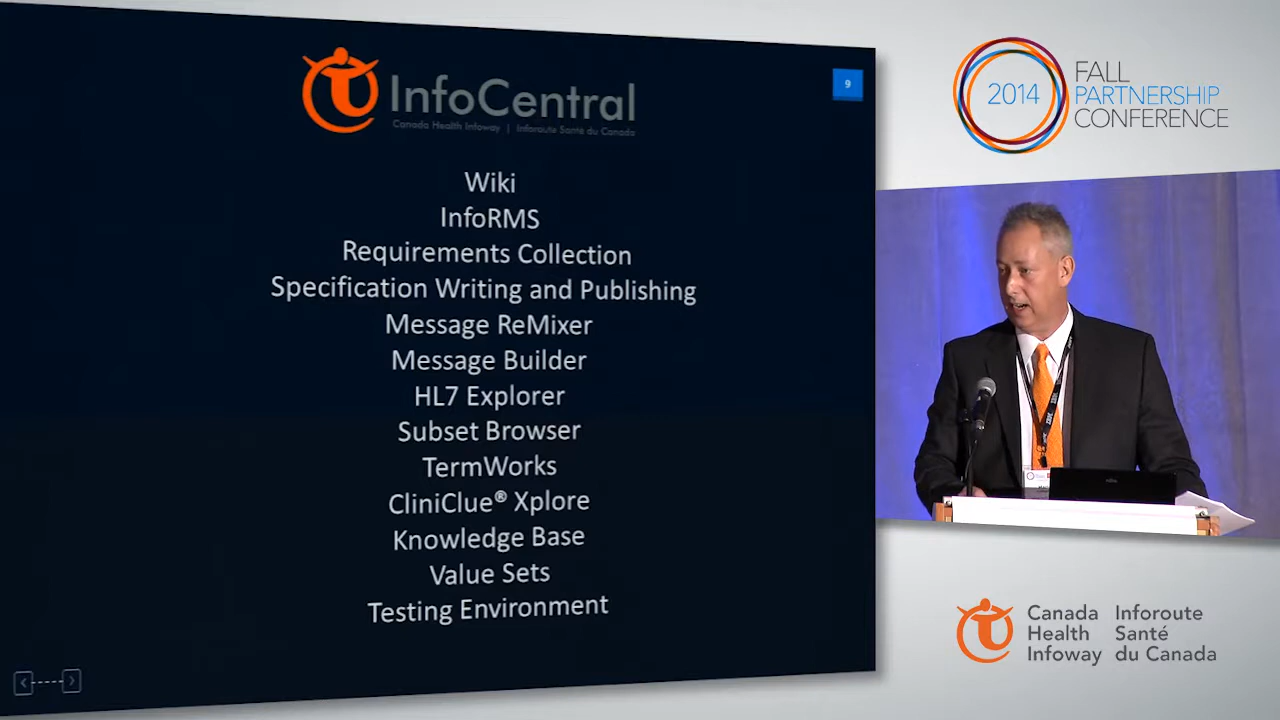 InfoCentral
Canada Health Infoway | Inforoute Santé du Canada
9
Wiki
InfoRMS
Requirements Collection
Specification Writing and Publishing
Message ReMixer
Message Builder
HL7 Explorer
Subset Browser
TermWorks
CliniClue® Xplore
Knowledge Base
Value Sets
Testing Environment
2014
FALL
PARTNERSHIP
CONFERENCE
Canada
Health
Infoway
Inforoute
Santé
du Canada